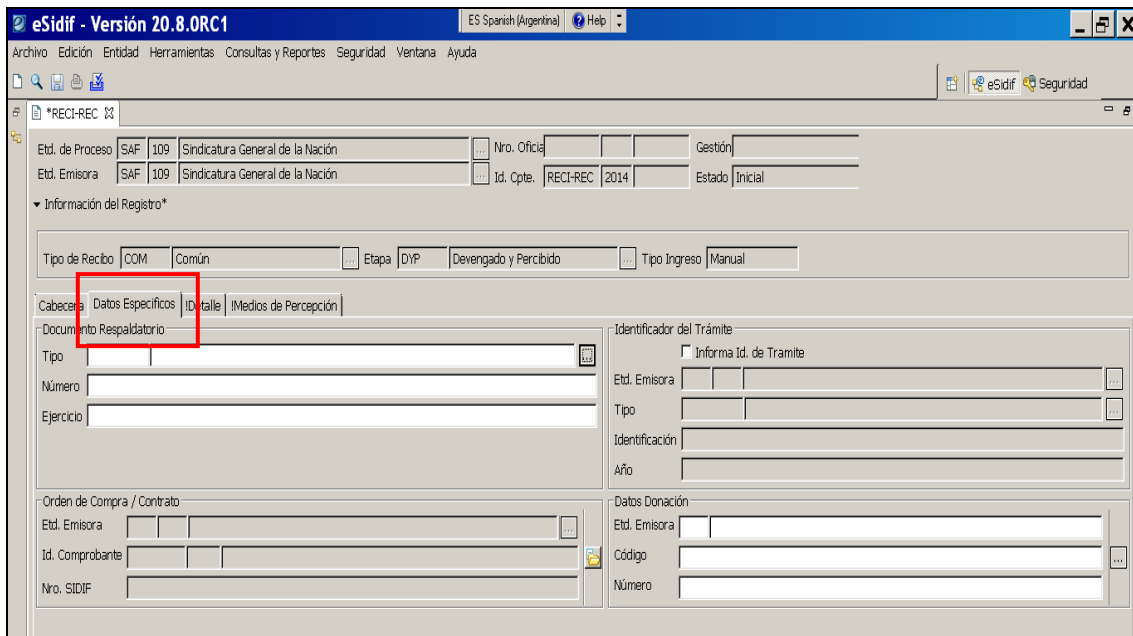 eSidif - Versión 20.8.0RC1
ES Spanish (Argentina) Help
Archivo Edición Entidad Herramientas Consultas y Reportes Seguridad Ventana Ayuda
eSidif Seguridad
*RECI-REC
Etd. de Proceso SAF 109 Sindicatura General de la Nación ... Nro. Oficial Gestión
Etd. Emisora SAF 109 Sindicatura General de la Nación ... Id. Cpte. RECI-REC 2014 Estado Inicial
Información del Registro*
Tipo de Recibo COM Común ... Etapa DYP Devengado y Percibido ... Tipo Ingreso Manual
Cabecera Datos Especificos !Detalle !Medios de Percepción
Documento Respaldatorio
Tipo ...
Número
Ejercicio
Identificador del Trámite
Informa Id. de Tramite
Etd. Emisora ...
Tipo ...
Identificación
Año
Orden de Compra / Contrato
Etd. Emisora ...
Id. Comprobante
Nro. SIDIF
Datos Donación
Etd. Emisora
Código ...
Número